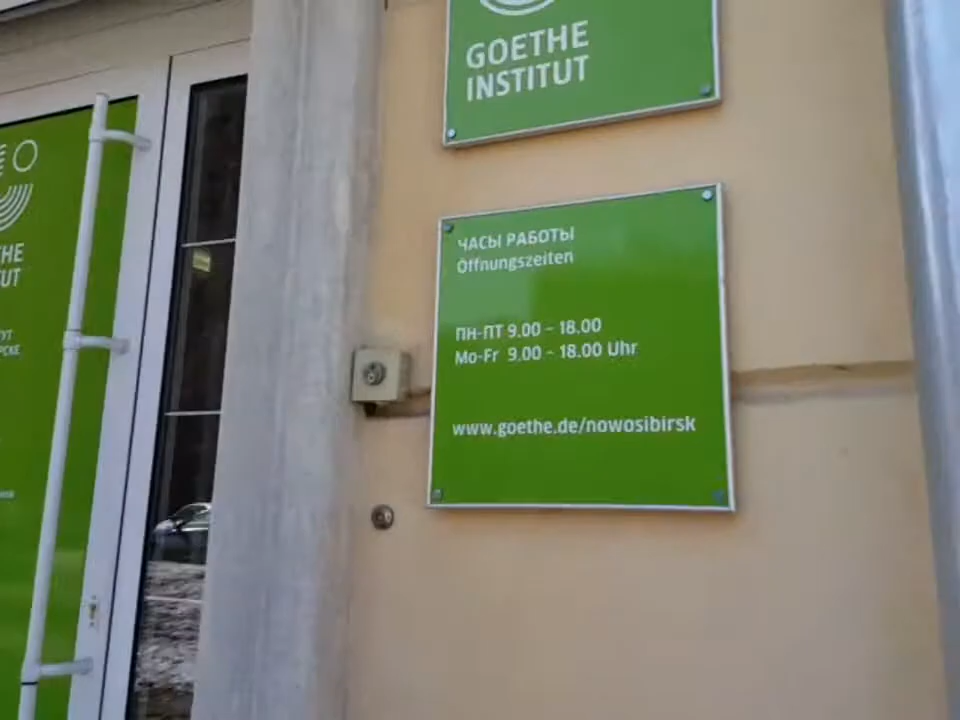 GOETHE
INSTITUT
ЧАСЫ РАБОТЫ
Öffnungszeiten
ПН-ПТ 9.00 – 18.00
Mo-Fr 9.00 – 18.00 Uhr
www.goethe.de/nowosibirsk
HE
TUT